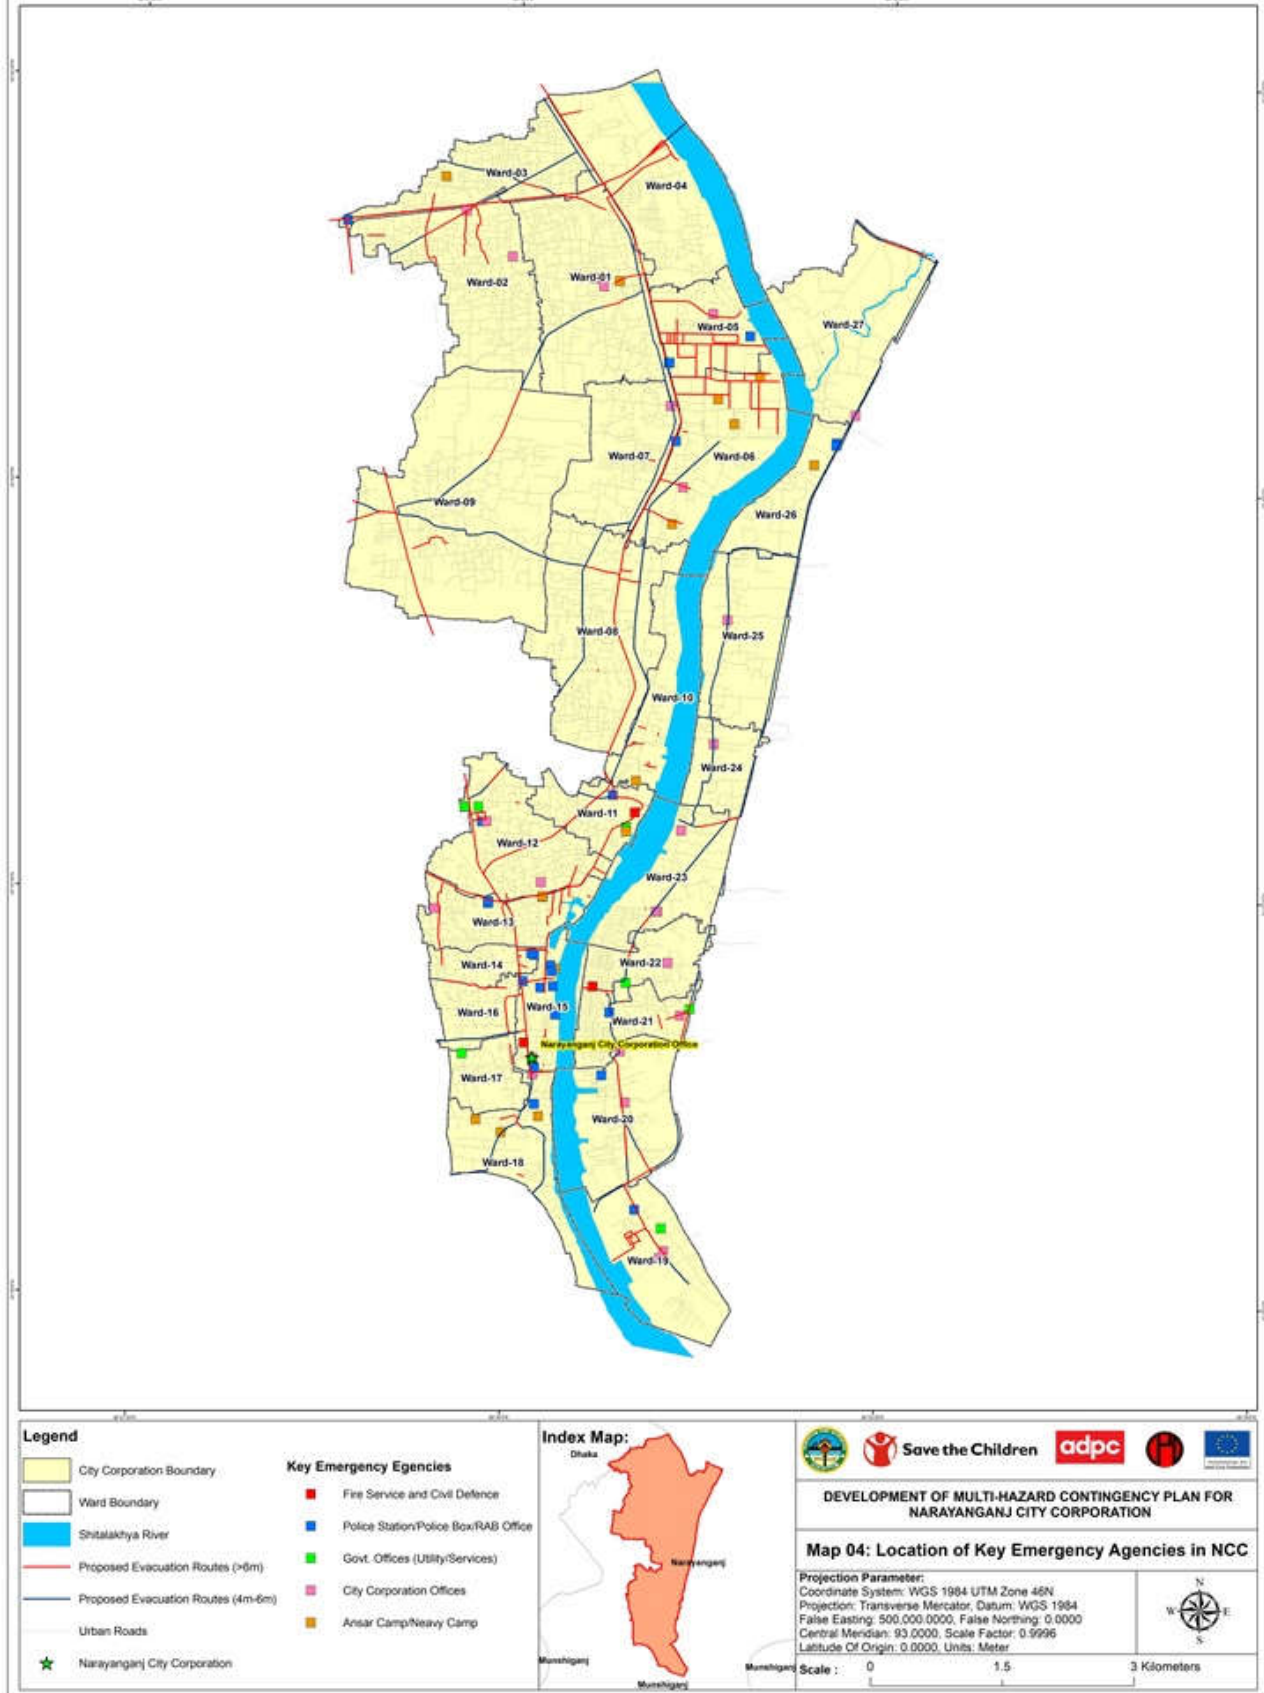 Ward-03
Ward-04
Ward-02
Ward-01
Ward-05
Ward-27
Ward-07
Ward-06
Ward-09
Ward-26
Ward-08
Ward-25
Ward-10
Ward-24
Ward-11
Ward-12
Ward-23
Ward-13
Ward-14
Ward-22
Ward-15
Ward-16
Ward-21
Narayanganj City Corporation Office
Ward-17
Ward-20
Ward-18
Ward-19
Legend
City Corporation Boundary
Ward Boundary
Shitalakhya River
Proposed Evacuation Routes (>6m)
Proposed Evacuation Routes (4m-6m)
Urban Roads
Narayanganj City Corporation
Key Emergency Egencies
Fire Service and Civil Defence
Police Station/Police Box/RAB Office
Govt. Offices (Utility/Services)
City Corporation Offices
Ansar Camp/Neavy Camp
Index Map:
Dhaka
Narayanganj
Munshiganj
Munshiganj
Munshiganj
Save the Children
adpc
DEVELOPMENT OF MULTI-HAZARD CONTINGENCY PLAN FOR
NARAYANGANJ CITY CORPORATION
Map 04: Location of Key Emergency Agencies in NCC
Projection Parameter:
Coordinate System: WGS 1984 UTM Zone 46N
Projection: Transverse Mercator, Datum: WGS 1984
False Easting: 500,000.0000, False Northing: 0.0000
Central Meridian: 93.0000, Scale Factor: 0.9996
Latitude Of Origin: 0.0000, Units: Meter
N
W
E
S
Scale : 0 1.5 3 Kilometers